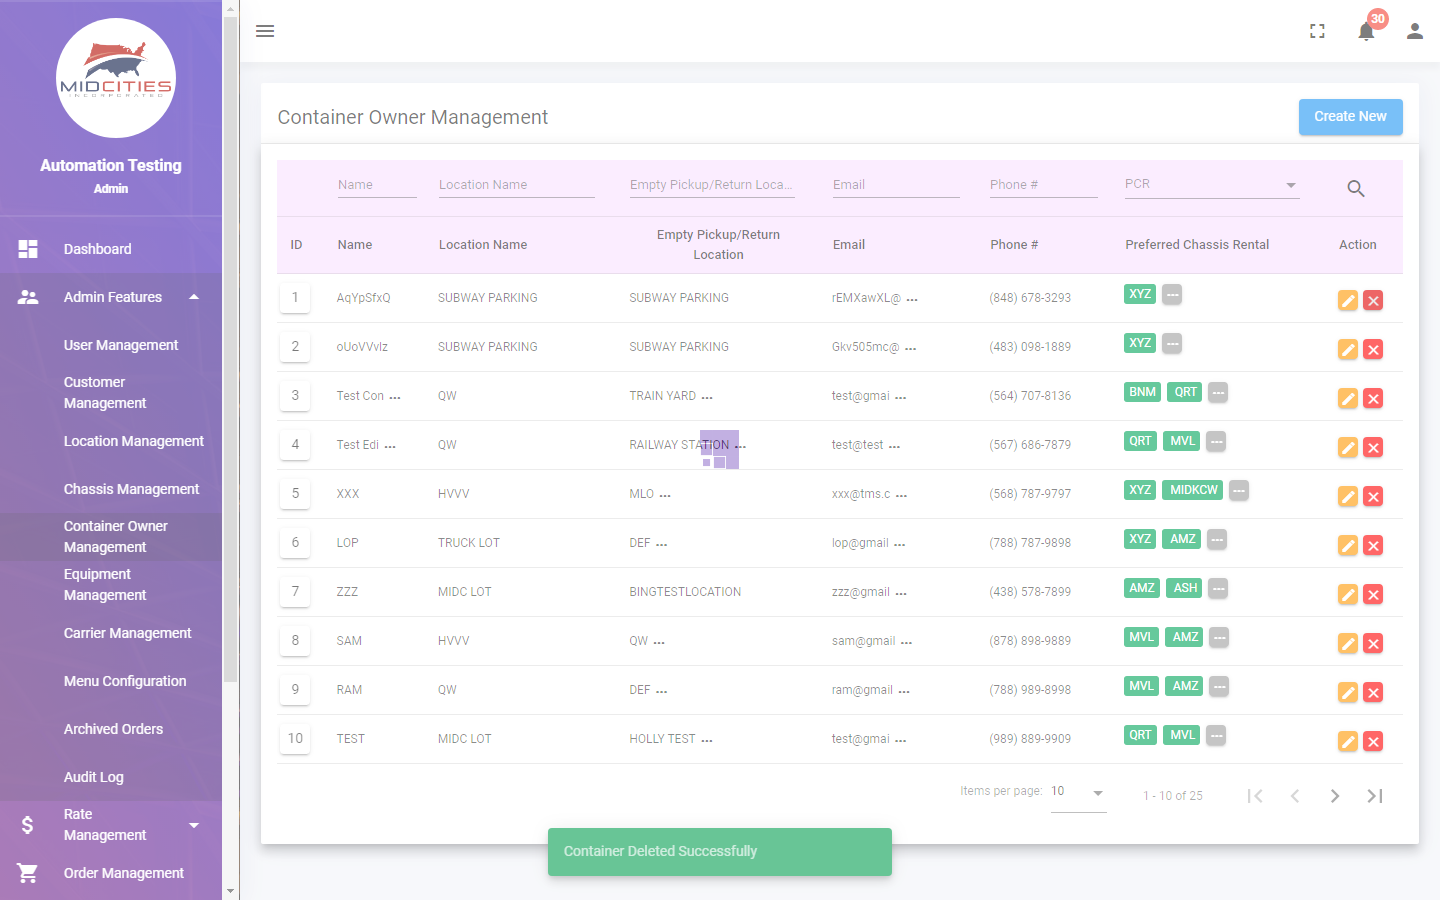 MIDCITIES
INCORPORATED
Automation Testing
Admin
Dashboard
Admin Features
User Management
Customer
Management
Location Management
Chassis Management
Container Owner
Management
Equipment
Management
Carrier Management
Menu Configuration
Archived Orders
Audit Log
Rate
Management
Order Management
30
Container Owner Management
Create New
Name Location Name Empty Pickup/Return Loca... Email Phone # PCR
ID Name Location Name Empty Pickup/Return Location Email Phone # Preferred Chassis Rental Action
1 AqYpSfxQ SUBWAY PARKING SUBWAY PARKING rEMXawXL@ ... (848) 678-3293 XYZ ---
2 oUoVVvIz SUBWAY PARKING SUBWAY PARKING Gkv505mc@ ... (483) 098-1889 XYZ ---
3 Test Con ... QW TRAIN YARD ... test@gmai ... (564) 707-8136 BNM QRT ---
4 Test Edi ... QW RAILWAY STATION ... test@test ... (567) 686-7879 QRT MVL ---
5 XXX HVVV MLO ... xxx@tms.c ... (568) 787-9797 XYZ MIDKCW ---
6 LOP TRUCK LOT DEF ... lop@gmail ... (788) 787-9898 XYZ AMZ ---
7 ZZZ MIDC LOT BINGTESTLOCATION zzz@gmail ... (438) 578-7899 AMZ ASH ---
8 SAM HVVV QW ... sam@gmail ... (878) 898-9889 MVL AMZ ---
9 RAM QW DEF ... ram@gmail ... (788) 989-8998 MVL AMZ ---
10 TEST MIDC LOT HOLLY TEST ... test@gmai ... (989) 889-9909 QRT MVL ---
Items per page: 10 1 - 10 of 25
Container Deleted Successfully